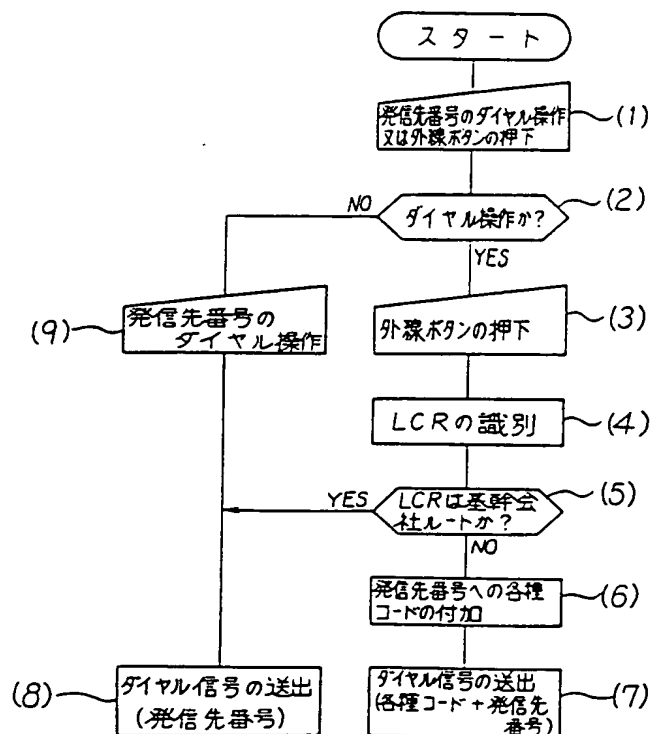 スタート
発信先番号のダイヤル操作
又は外線ボタンの押下
(1)
ダイヤル操作か?
(2)
NO
YES
発信先番号の
ダイヤル操作
(9)
外線ボタンの押下
(3)
LCRの識別
(4)
LCRは基幹会
社ルートか?
(5)
YES
NO
発信先番号への各種
コードの付加
(6)
ダイヤル信号の送出
(発信先番号)
(8)
ダイヤル信号の送出
(各種コード+発信先
番号)
(7)